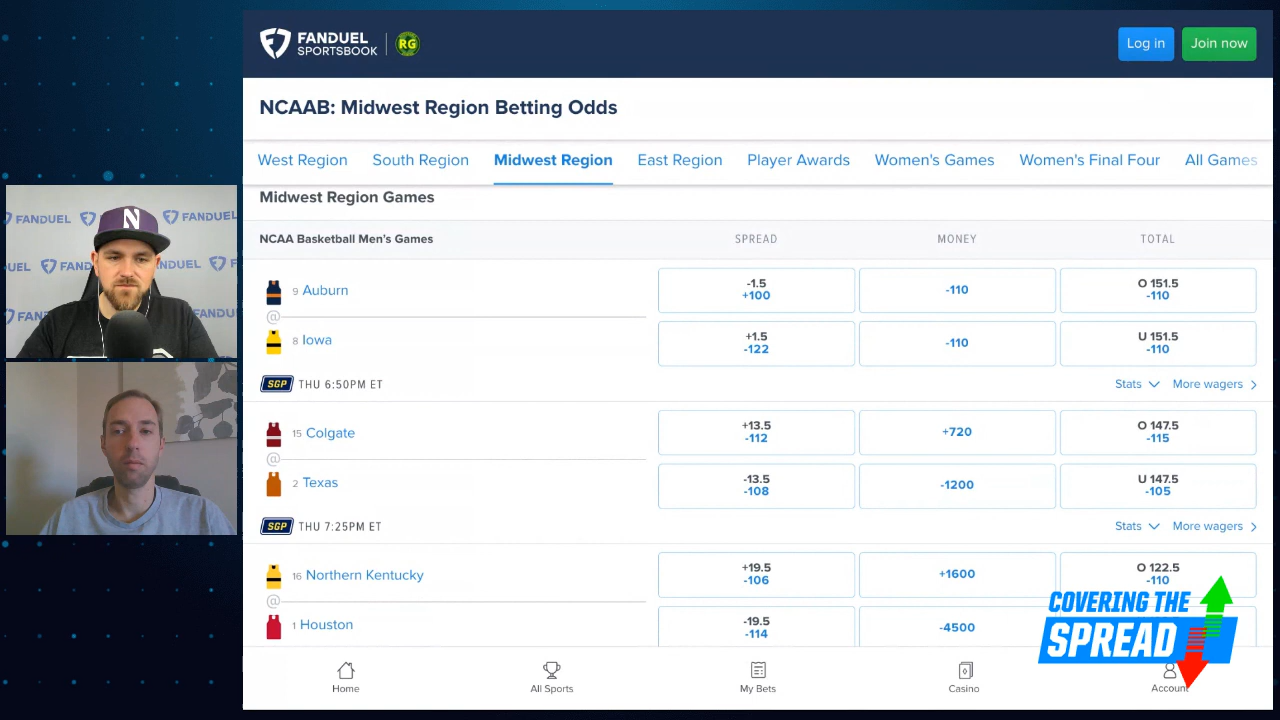 FANDUEL
SPORTSBOOK
RG
Log in
Join now
NCAAB: Midwest Region Betting Odds
West Region South Region Midwest Region East Region Player Awards Women's Games Women's Final Four All Games
Midwest Region Games
NCAA Basketball Men's Games SPREAD MONEY TOTAL
9 Auburn
-1.5
+100
-110
O 151.5
-110
@
8 Iowa
+1.5
-122
-110
U 151.5
-110
SGP THU 6:50PM ET Stats More wagers
15 Colgate
+13.5
-112
+720
O 147.5
-115
@
2 Texas
-13.5
-108
-1200
U 147.5
-105
SGP THU 7:25PM ET Stats More wagers
16 Northern Kentucky
+19.5
-106
+1600
O 122.5
-110
@
1 Houston
-19.5
-114
-4500
COVERING THE
SPREAD
Home All Sports My Bets Casino Account
FANDUEL FANDUEL
UEL FANDUEL
N